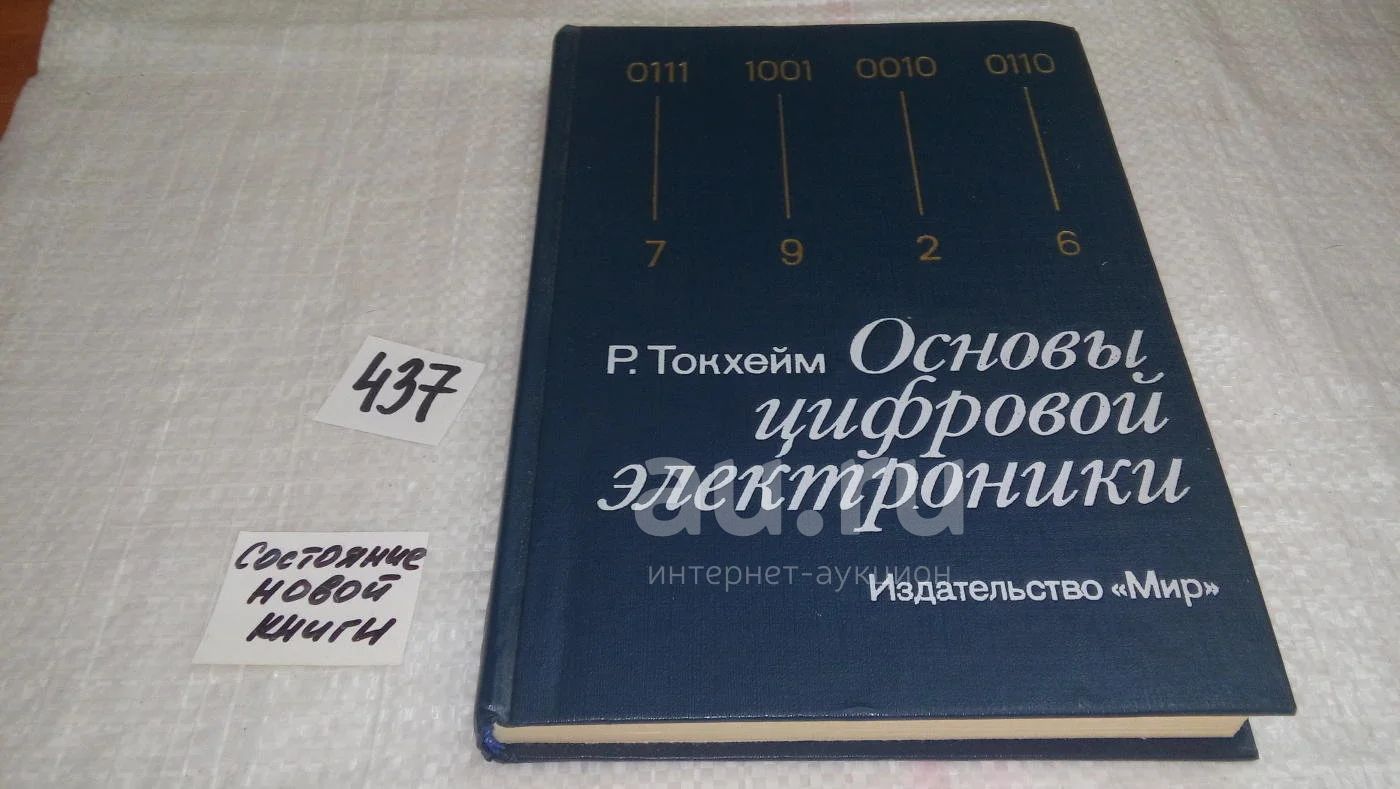 0111 1001 0010 0110
7 9 2 6
Р. Токхейм Основы
цифровой
электроники
Издательство «Мир»
437
Состояние
новой
книги
au.ru
интернет-аукцион